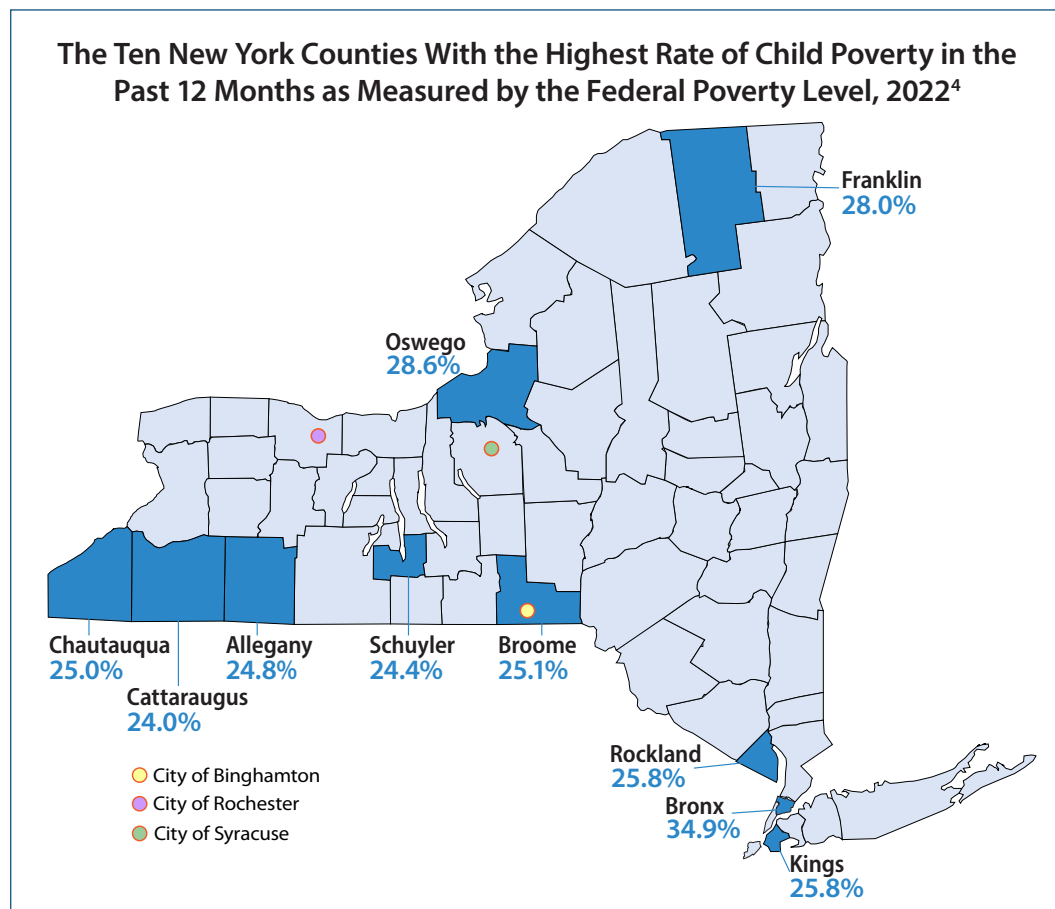 The Ten New York Counties With the Highest Rate of Child Poverty in the
Past 12 Months as Measured by the Federal Poverty Level, 2022⁴
Franklin
28.0%
Oswego
28.6%
Chautauqua
25.0%
Cattaraugus
24.0%
Allegany
24.8%
Schuyler
24.4%
Broome
25.1%
Rockland
25.8%
Bronx
34.9%
Kings
25.8%
City of Binghamton
City of Rochester
City of Syracuse